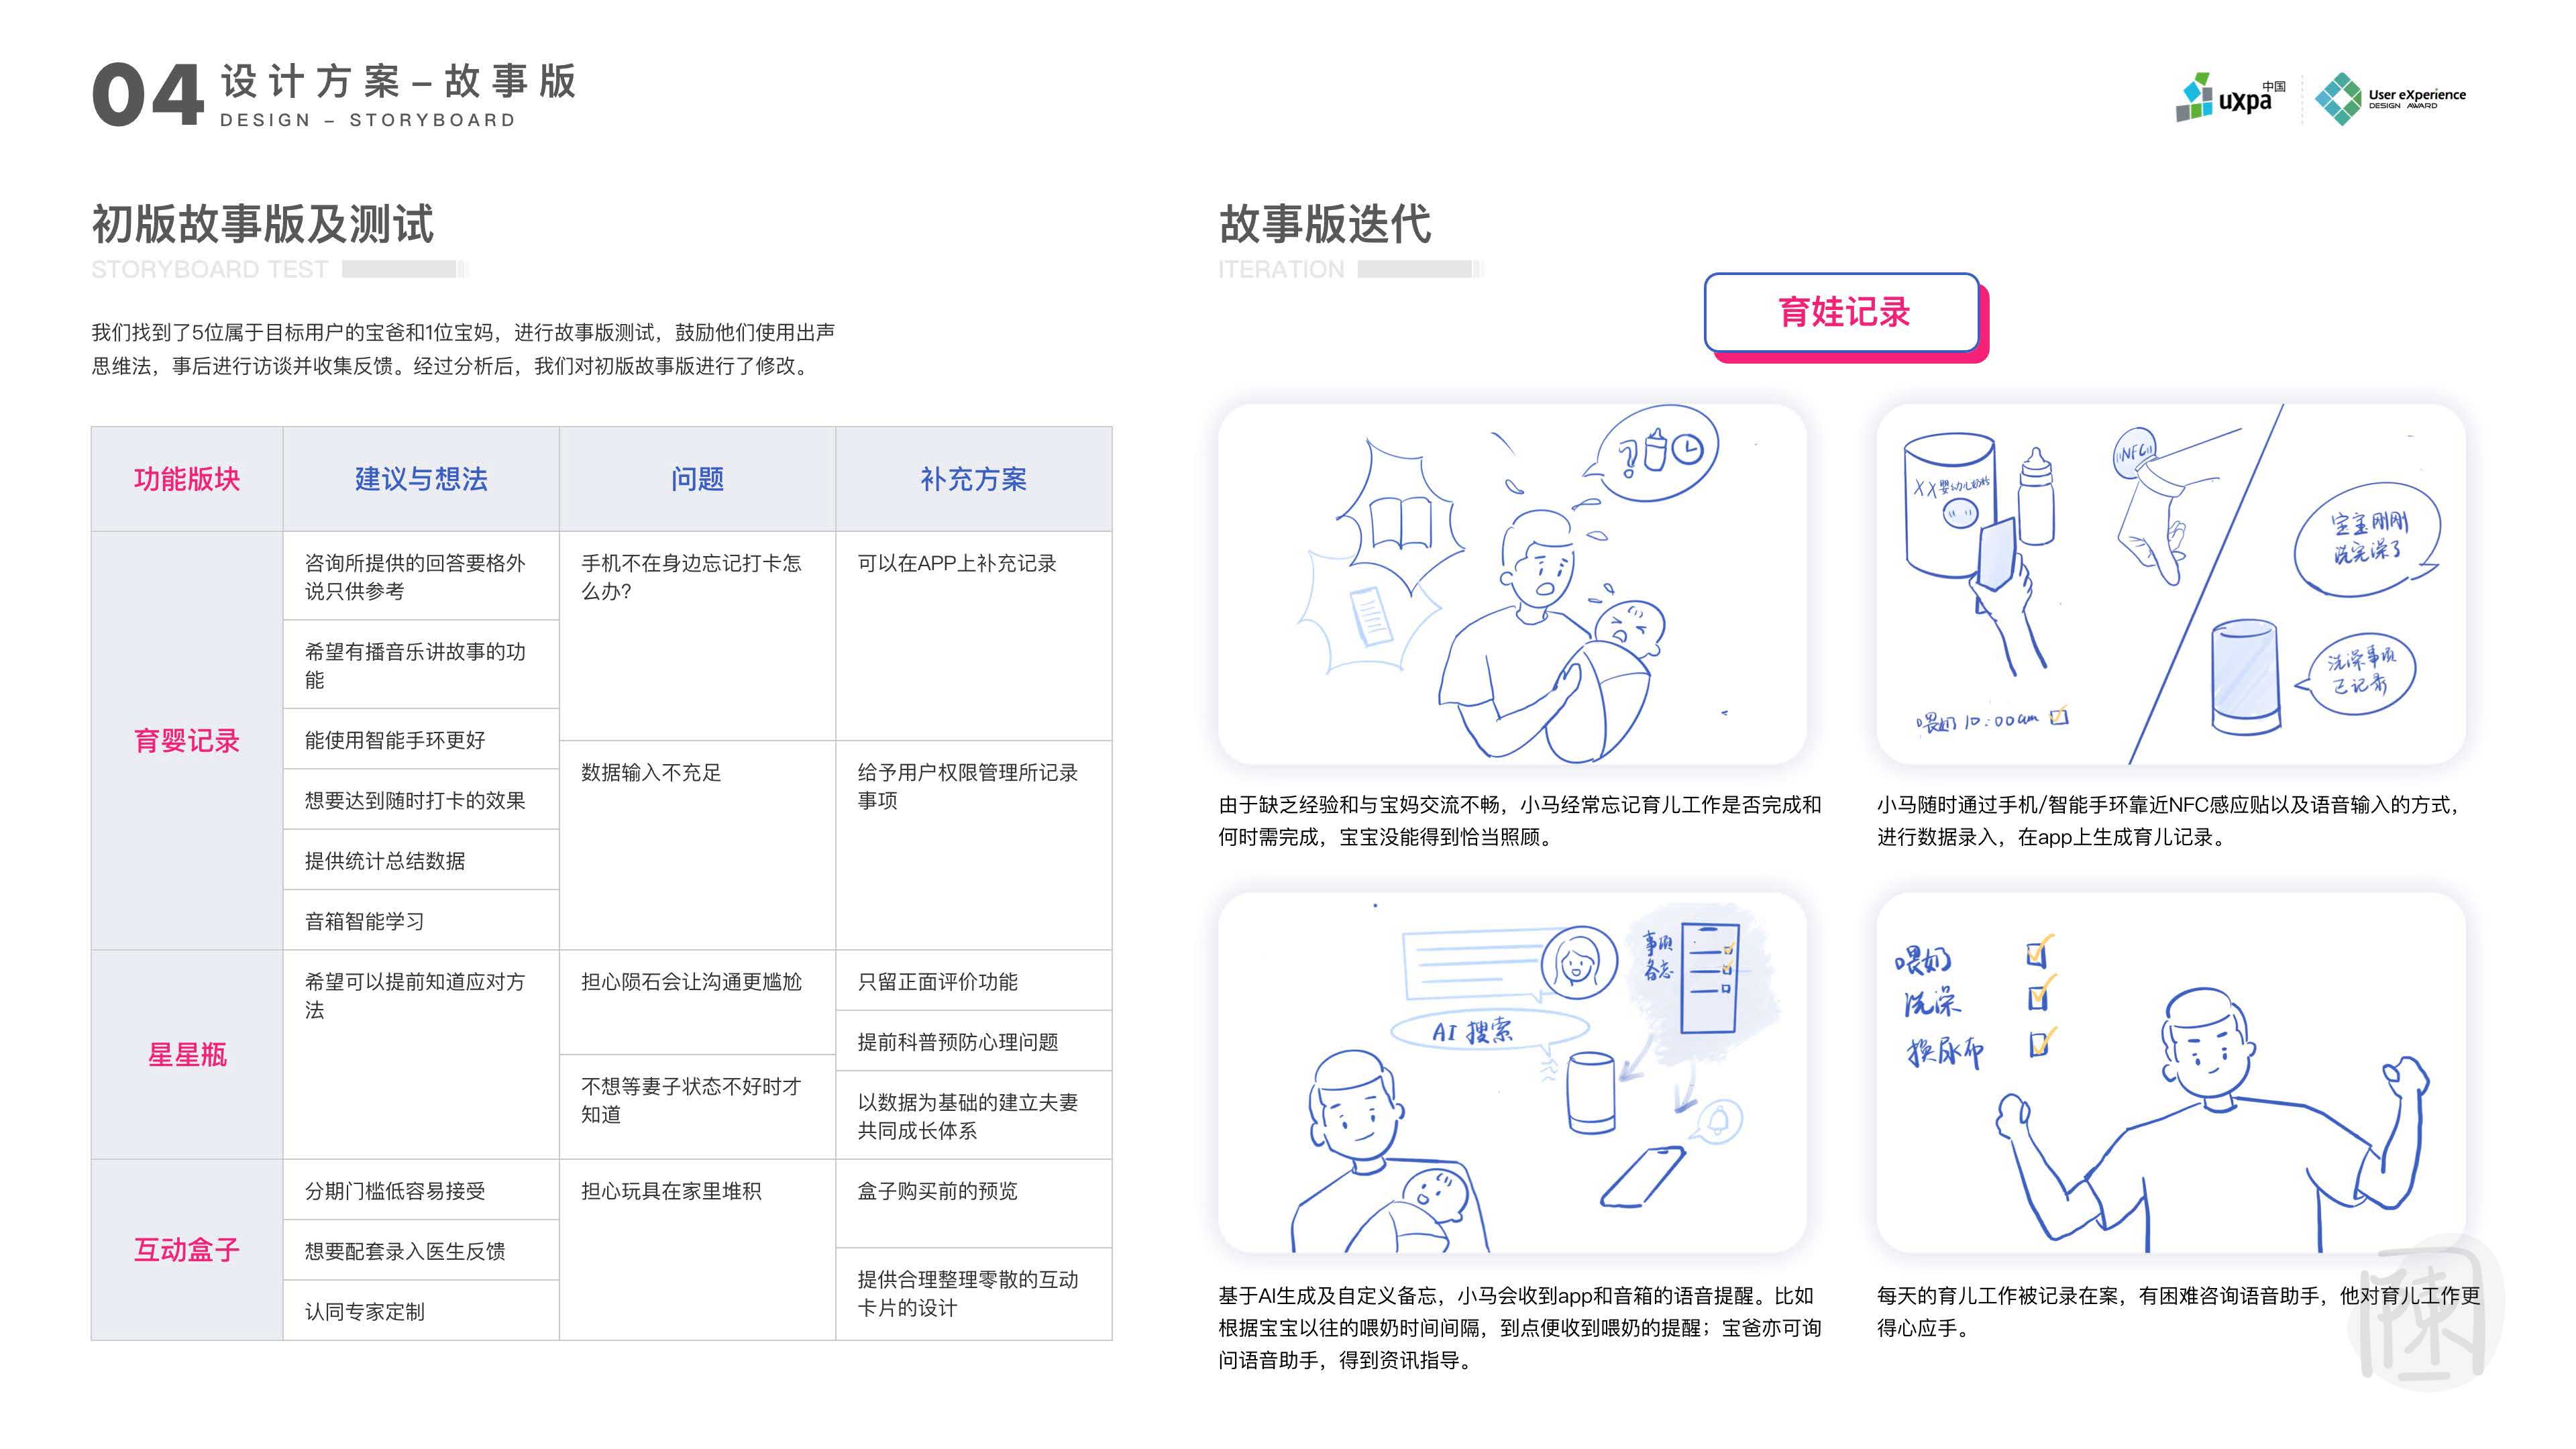 04
设计方案–故事版
DESIGN – STORYBOARD
uxpa中国
User eXperience
DESIGN AWARD
初版故事版及测试
STORYBOARD TEST
我们找到了5位属于目标用户的宝爸和1位宝妈，进行故事版测试，鼓励他们使用出声
思维法，事后进行访谈并收集反馈。经过分析后，我们对初版故事版进行了修改。
功能版块
建议与想法
问题
补充方案
育婴记录
咨询所提供的回答要格外
说只供参考
希望有播音乐讲故事的功
能
能使用智能手环更好
想要达到随时打卡的效果
提供统计总结数据
音箱智能学习
手机不在身边忘记打卡怎
么办?
数据输入不充足
可以在APP上补充记录
给予用户权限管理所记录
事项
星星瓶
希望可以提前知道应对方
法
担心陨石会让沟通更尴尬
不想等妻子状态不好时才
知道
只留正面评价功能
提前科普预防心理问题
以数据为基础的建立夫妻
共同成长体系
互动盒子
分期门槛低容易接受
想要配套录入医生反馈
认同专家定制
担心玩具在家里堆积
盒子购买前的预览
提供合理整理零散的互动
卡片的设计
故事版迭代
ITERATION
育娃记录
?
由于缺乏经验和与宝妈交流不畅，小马经常忘记育儿工作是否完成和
何时需完成，宝宝没能得到恰当照顾。
XX婴幼儿奶粉
NFC
喂奶 10:00am
宝宝刚刚
洗完澡了
洗澡事项
已记录
小马随时通过手机/智能手环靠近NFC感应贴以及语音输入的方式，
进行数据录入，在app上生成育儿记录。
事项
备忘
AI 搜索
基于AI生成及自定义备忘，小马会收到app和音箱的语音提醒。比如
根据宝宝以往的喂奶时间间隔，到点便收到喂奶的提醒；宝爸亦可询
问语音助手，得到资讯指导。
喂奶
洗澡
换尿布
每天的育儿工作被记录在案，有困难咨询语音助手，他对育儿工作更
得心应手。